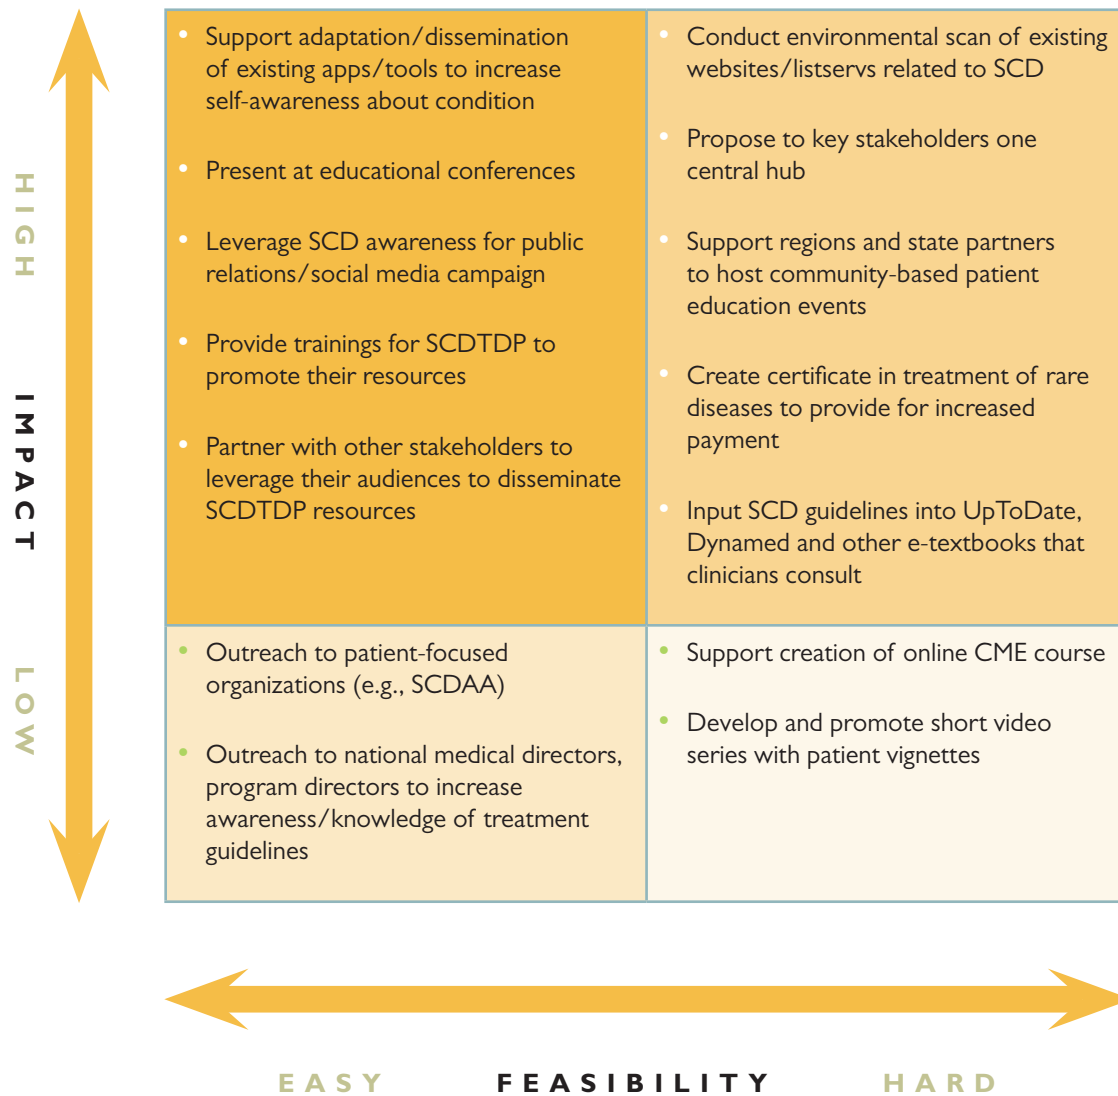 • Support adaptation/dissemination
of existing apps/tools to increase
self-awareness about condition
• Present at educational conferences
• Leverage SCD awareness for public
relations/social media campaign
• Provide trainings for SCDTDP to
promote their resources
• Partner with other stakeholders to
leverage their audiences to disseminate
SCDTDP resources
• Conduct environmental scan of existing
websites/listservs related to SCD
• Propose to key stakeholders one
central hub
• Support regions and state partners
to host community-based patient
education events
• Create certificate in treatment of rare
diseases to provide for increased
payment
• Input SCD guidelines into UpToDate,
Dynamed and other e-textbooks that
clinicians consult
• Outreach to patient-focused
organizations (e.g., SCDAA)
• Outreach to national medical directors,
program directors to increase
awareness/knowledge of treatment
guidelines
• Support creation of online CME course
• Develop and promote short video
series with patient vignettes
HIGH
IMPACT
LOW
EASY FEASIBILITY HARD